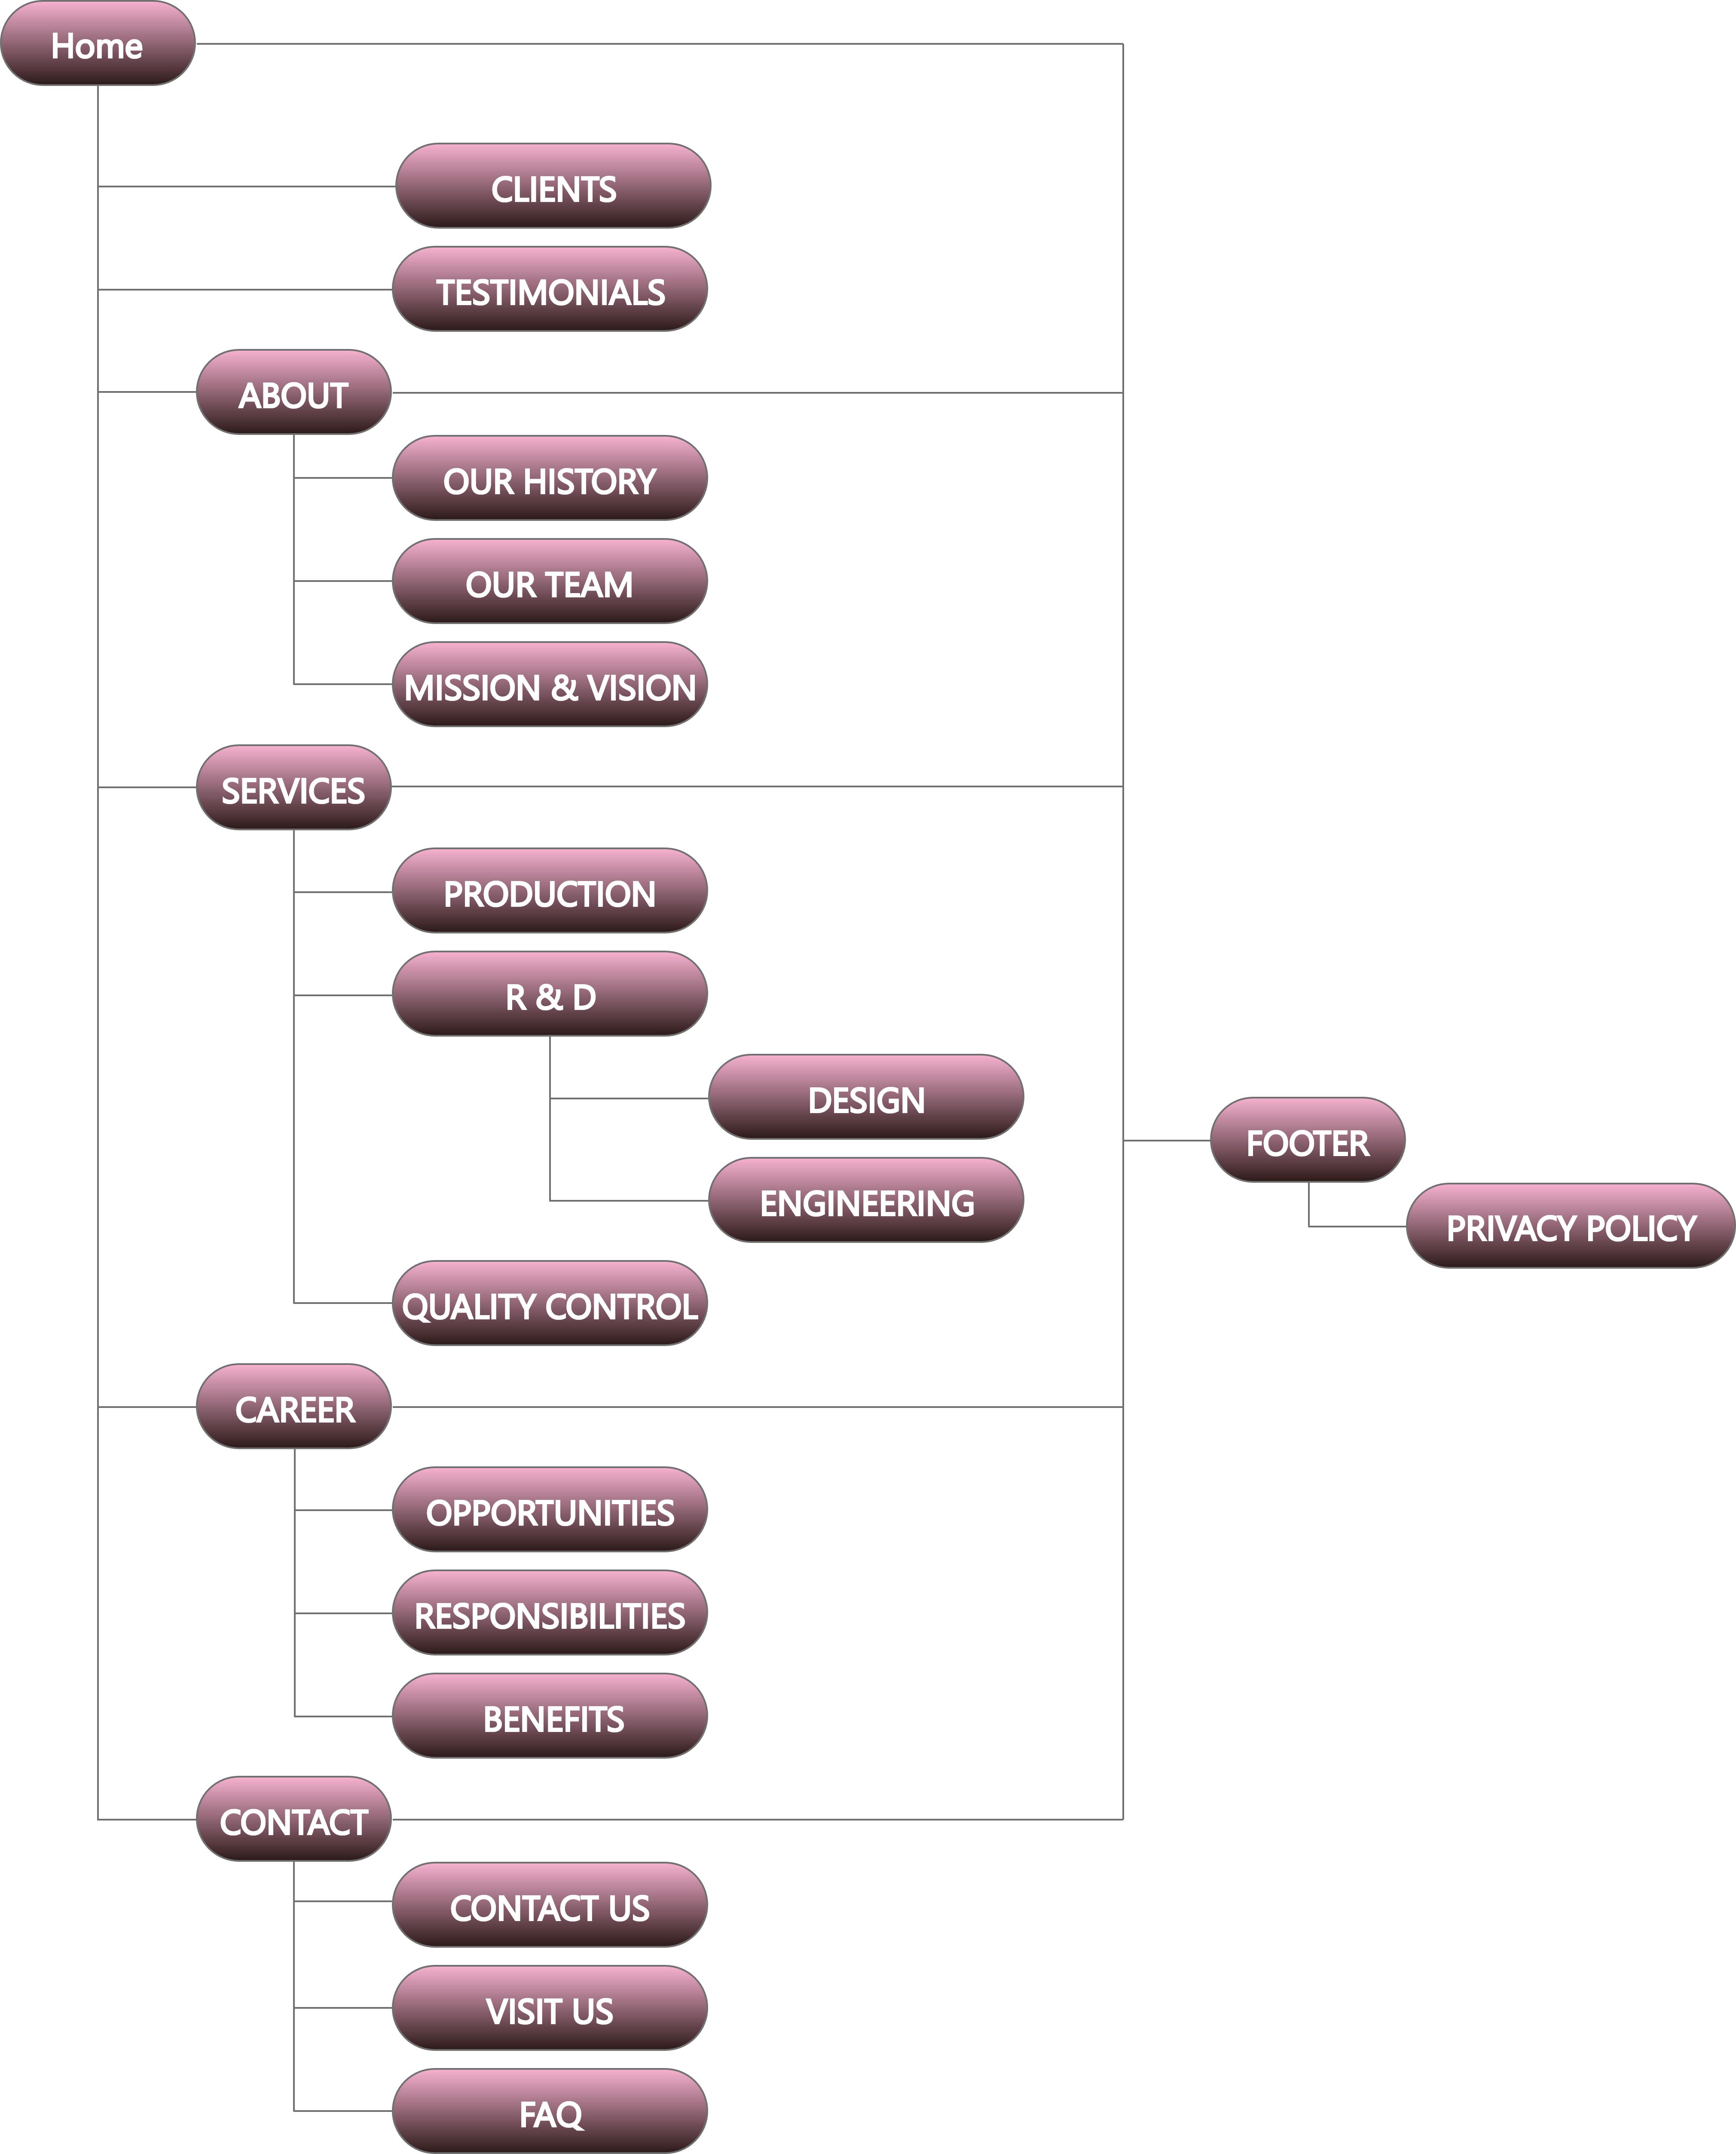 Home
CLIENTS
TESTIMONIALS
ABOUT
OUR HISTORY
OUR TEAM
MISSION & VISION
SERVICES
PRODUCTION
R & D
DESIGN
ENGINEERING
QUALITY CONTROL
CAREER
OPPORTUNITIES
RESPONSIBILITIES
BENEFITS
CONTACT
CONTACT US
VISIT US
FAQ
FOOTER
PRIVACY POLICY